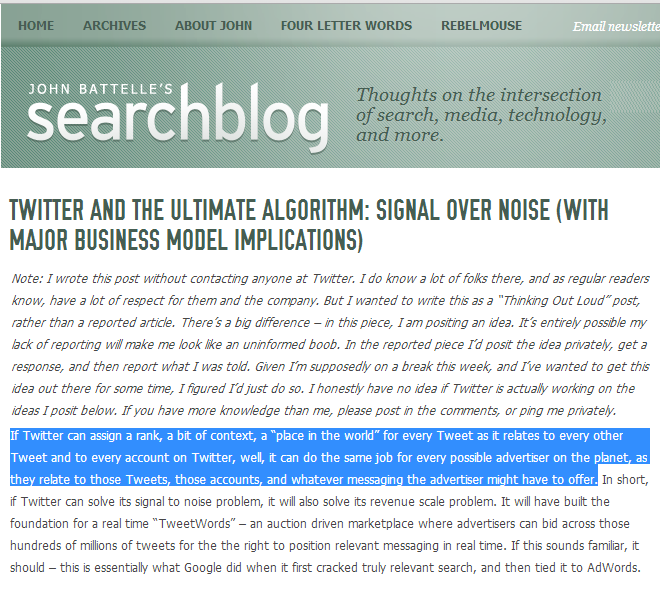 HOME ARCHIVES ABOUT JOHN FOUR LETTER WORDS REBELMOUSE Email newslette
JOHN BATTELLE'S
searchblog
Thoughts on the intersection
of search, media, technology,
and more.
TWITTER AND THE ULTIMATE ALGORITHM: SIGNAL OVER NOISE (WITH
MAJOR BUSINESS MODEL IMPLICATIONS)
Note: I wrote this post without contacting anyone at Twitter. I do know a lot of folks there, and as regular readers
know, have a lot of respect for them and the company. But I wanted to write this as a “Thinking Out Loud” post,
rather than a reported article. There’s a big difference – in this piece, I am positing an idea. It’s entirely possible my
lack of reporting will make me look like an uninformed boob. In the reported piece I’d posit the idea privately, get a
response, and then report what I was told. Given I’m supposedly on a break this week, and I’ve wanted to get this
idea out there for some time, I figured I’d just do so. I honestly have no idea if Twitter is actually working on the
ideas I posit below. If you have more knowledge than me, please post in the comments, or ping me privately.
If Twitter can assign a rank, a bit of context, a “place in the world” for every Tweet as it relates to every other
Tweet and to every account on Twitter, well, it can do the same job for every possible advertiser on the planet, as
they relate to those Tweets, those accounts, and whatever messaging the advertiser might have to offer. In short,
if Twitter can solve its signal to noise problem, it will also solve its revenue scale problem. It will have built the
foundation for a real time “TweetWords” – an auction driven marketplace where advertisers can bid across those
hundreds of millions of tweets for the the right to position relevant messaging in real time. If this sounds familiar, it
should – this is essentially what Google did when it first cracked truly relevant search, and then tied it to AdWords.